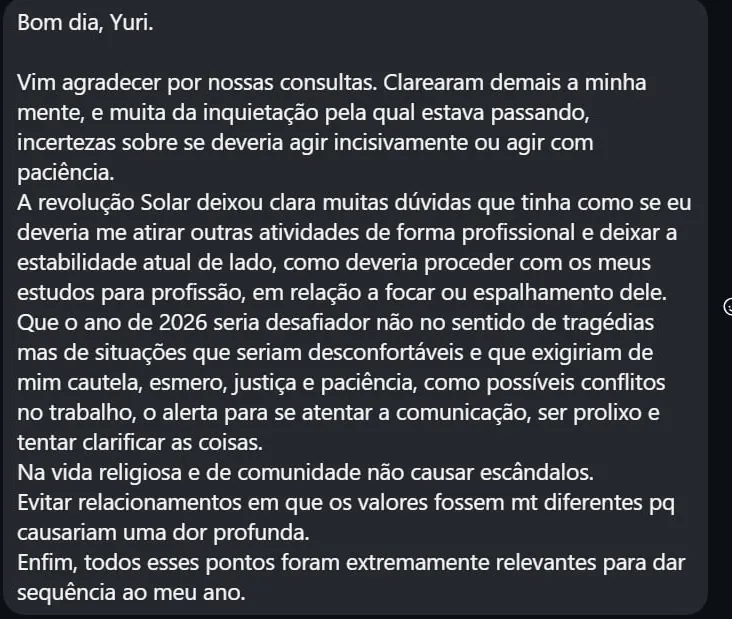 Bom dia, Yuri.
Vim agradecer por nossas consultas. Clarearam demais a minha
mente, e muita da inquietação pela qual estava passando,
incertezas sobre se deveria agir incisivamente ou agir com
paciência.
A revolução Solar deixou clara muitas dúvidas que tinha como se eu
deveria me atirar outras atividades de forma profissional e deixar a
estabilidade atual de lado, como deveria proceder com os meus
estudos para profissão, em relação a focar ou espalhamento dele.
Que o ano de 2026 seria desafiador não no sentido de tragédias
mas de situações que seriam desconfortáveis e que exigiriam de
mim cautela, esmero, justiça e paciência, como possíveis conflitos
no trabalho, o alerta para se atentar a comunicação, ser prolixo e
tentar clarificar as coisas.
Na vida religiosa e de comunidade não causar escândalos.
Evitar relacionamentos em que os valores fossem mt diferentes pq
causariam uma dor profunda.
Enfim, todos esses pontos foram extremamente relevantes para dar
sequência ao meu ano.